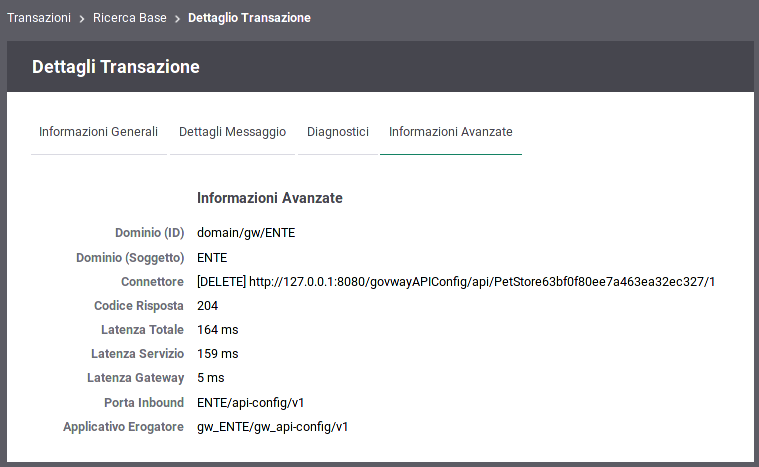 Transazioni > Ricerca Base > Dettaglio Transazione
Dettagli Transazione
Informazioni Generali Dettagli Messaggio Diagnostici Informazioni Avanzate
Informazioni Avanzate
Dominio (ID) domain/gw/ENTE
Dominio (Soggetto) ENTE
Connettore [DELETE] http://127.0.0.1:8080/govwayAPIConfig/api/PetStore63bf0f80ee7a463ea32ec327/1
Codice Risposta 204
Latenza Totale 164 ms
Latenza Servizio 159 ms
Latenza Gateway 5 ms
Porta Inbound ENTE/api-config/v1
Applicativo Erogatore gw_ENTE/gw_api-config/v1